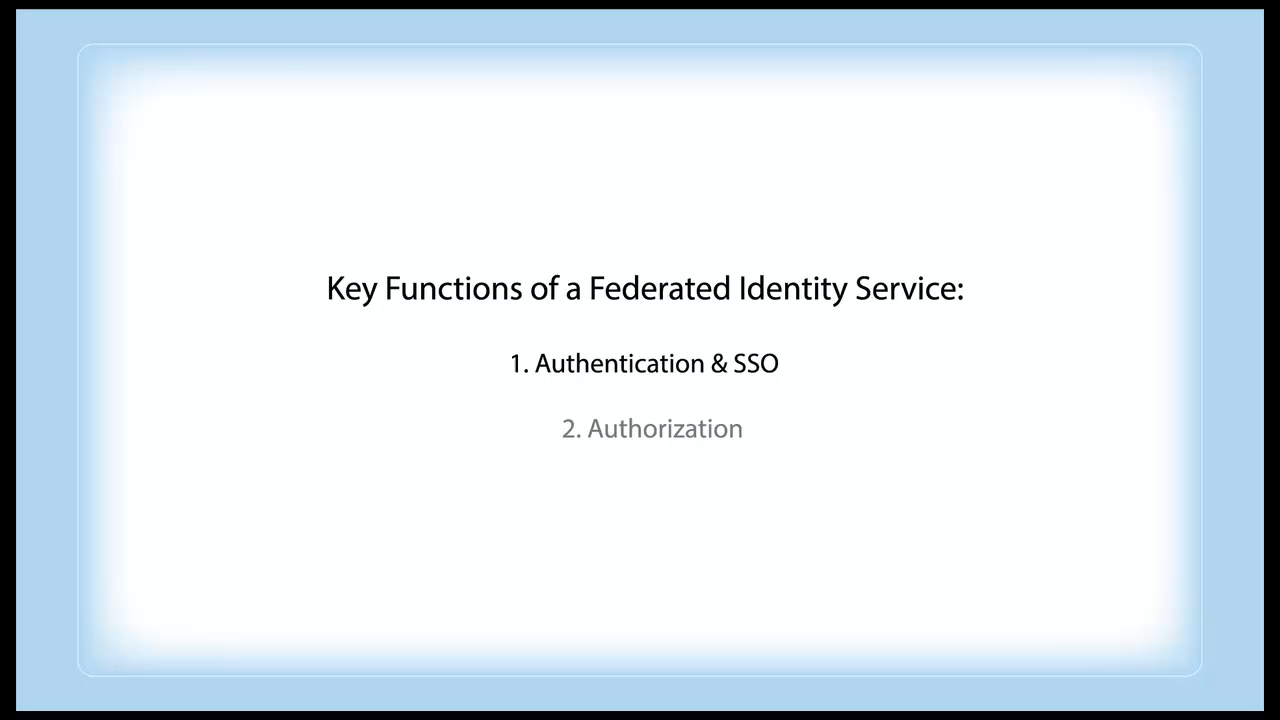 Key Functions of a Federated Identity Service:
1. Authentication & SSO
2. Authorization